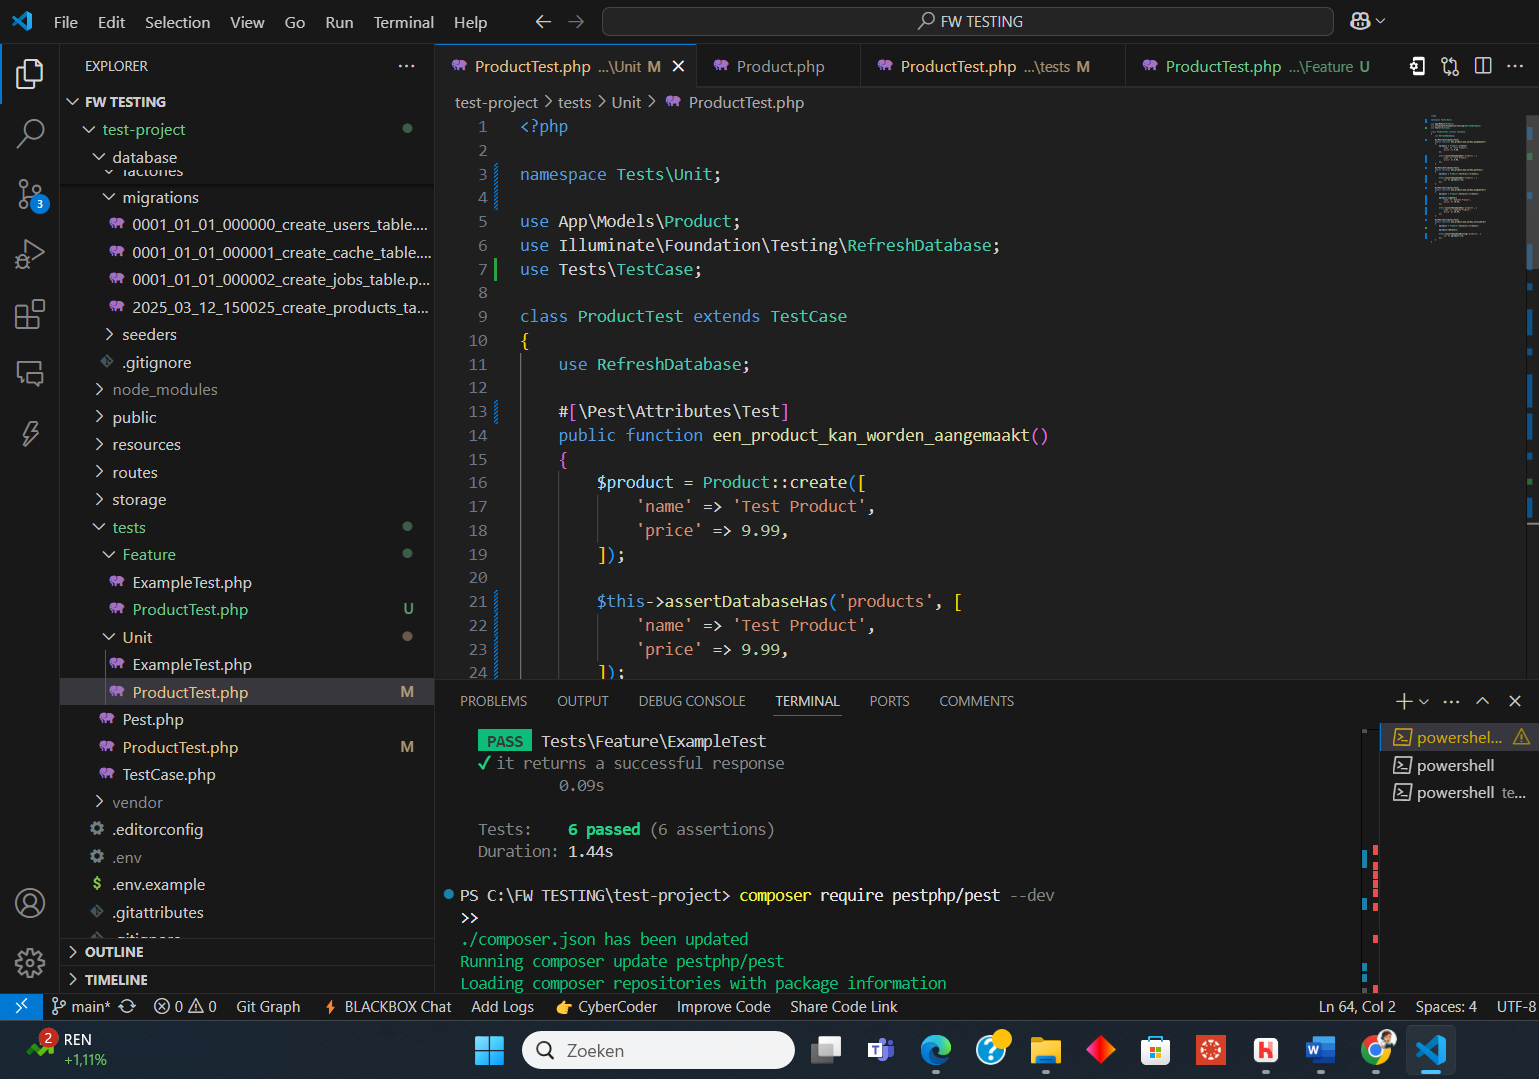 File Edit Selection View Go Run Terminal Help
FW TESTING
EXPLORER
FW TESTING
test-project
database
factories
migrations
0001_01_01_000000_create_users_table....
0001_01_01_000001_create_cache_table....
0001_01_01_000002_create_jobs_table.p...
2025_03_12_150025_create_products_ta...
seeders
.gitignore
node_modules
public
resources
routes
storage
tests
Feature
ExampleTest.php
ProductTest.php U
Unit
ExampleTest.php
ProductTest.php M
Pest.php
ProductTest.php M
TestCase.php
vendor
.editorconfig
.env
$ .env.example
.gitattributes
.gitignore
OUTLINE
TIMELINE
3
ProductTest.php ...\Unit M
Product.php
ProductTest.php ...\tests M
ProductTest.php ...\Feature U
test-project > tests > Unit > ProductTest.php
1 <?php
2
3 namespace Tests\Unit;
4
5 use App\Models\Product;
6 use Illuminate\Foundation\Testing\RefreshDatabase;
7 use Tests\TestCase;
8
9 class ProductTest extends TestCase
10 {
11 use RefreshDatabase;
12
13 #[\Pest\Attributes\Test]
14 public function een_product_kan_worden_aangemaakt()
15 {
16 $product = Product::create([
17 'name' => 'Test Product',
18 'price' => 9.99,
19 ]);
20
21 $this->assertDatabaseHas('products', [
22 'name' => 'Test Product',
23 'price' => 9.99,
24 ]);
PROBLEMS OUTPUT DEBUG CONSOLE TERMINAL PORTS COMMENTS
PASS Tests\Feature\ExampleTest
✓ it returns a successful response
0.09s
Tests: 6 passed (6 assertions)
Duration: 1.44s
PS C:\FW TESTING\test-project> composer require pestphp/pest --dev
>>
./composer.json has been updated
Running composer update pestphp/pest
Loading composer repositories with package information
powershel...
powershell
powershell te...
main* 0 0 Git Graph BLACKBOX Chat Add Logs CyberCoder Improve Code Share Code Link Ln 64, Col 2 Spaces: 4 UTF-8
2 REN
+1,11%
Zoeken